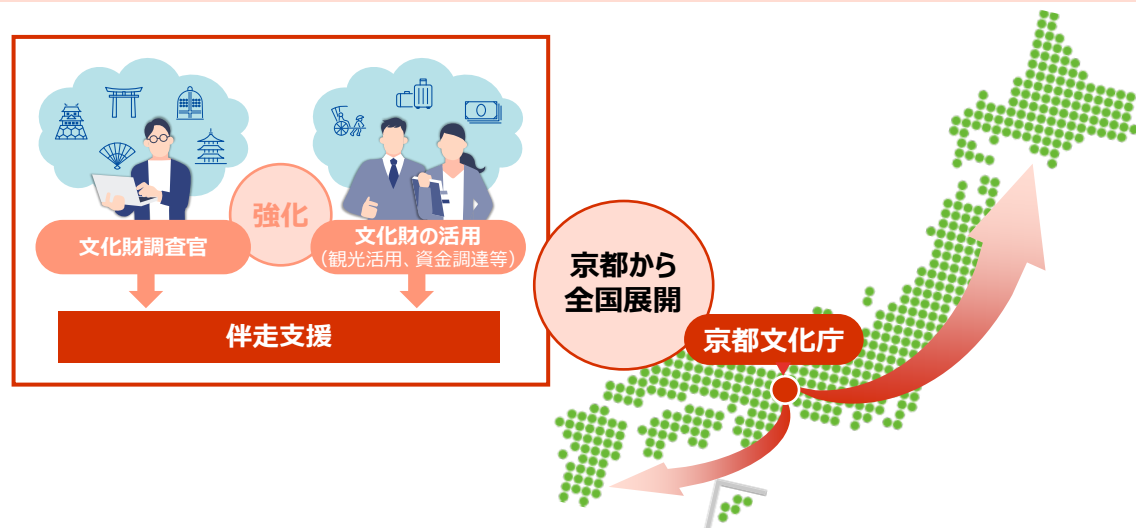 強化
文化財調査官
文化財の活用
（観光活用、資金調達等）
伴走支援
京都から
全国展開
京都文化庁